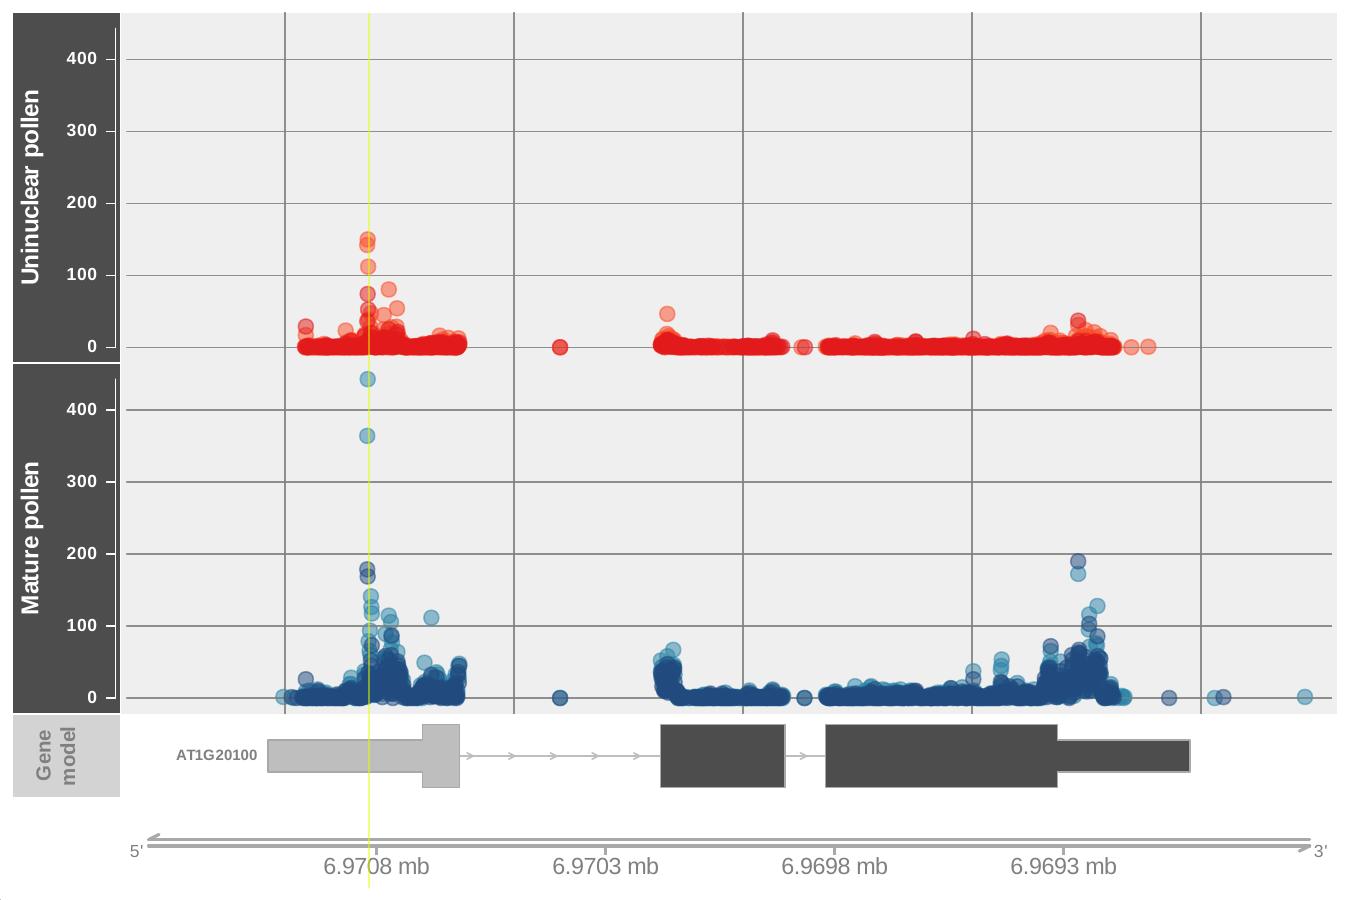 Uninuclear pollen
400
300
200
100
0
Mature pollen
400
300
200
100
0
Gene
model
AT1G20100
5'
3'
6.9708 mb
6.9703 mb
6.9698 mb
6.9693 mb